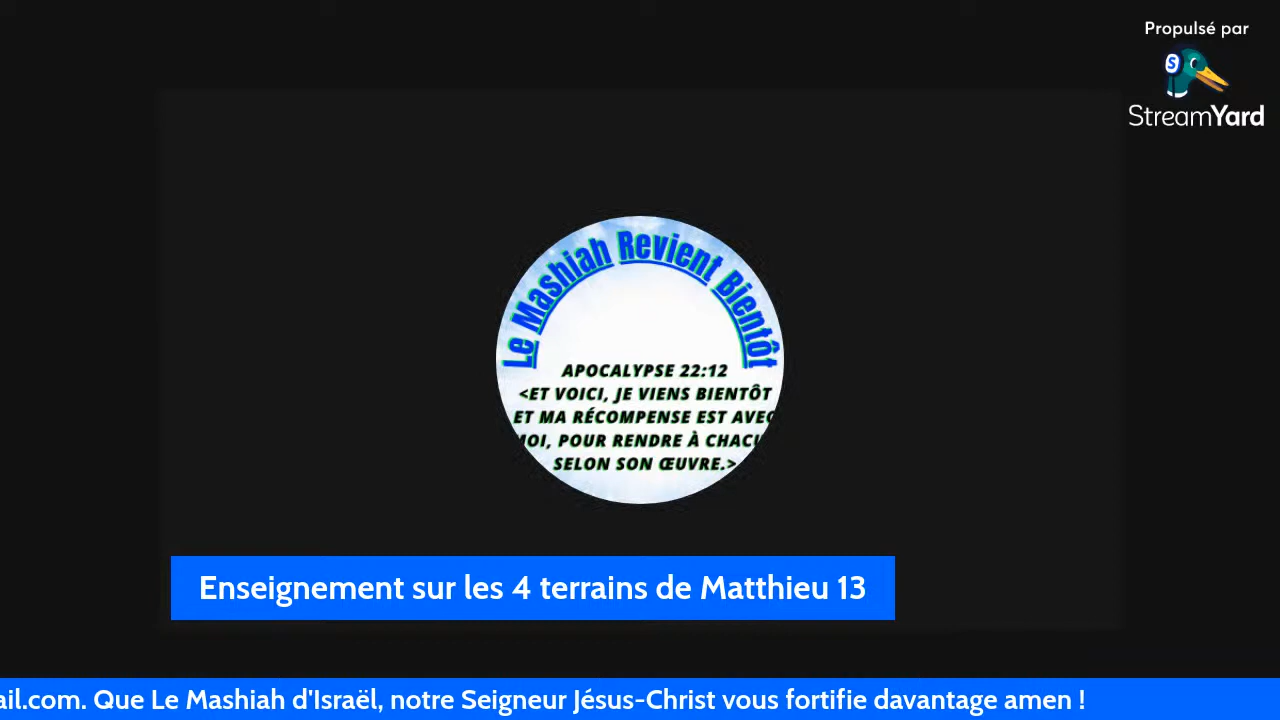 Propulsé par
S
StreamYard
Le Mashiah Revient Bientôt
APOCALYPSE 22:12
<ET VOICI, JE VIENS BIENTÔT
ET MA RÉCOMPENSE EST AVEC
MOI, POUR RENDRE À CHACU
SELON SON ŒUVRE.>
Enseignement sur les 4 terrains de Matthieu 13
ail.com. Que Le Mashiah d'Israël, notre Seigneur Jésus-Christ vous fortifie davantage amen !